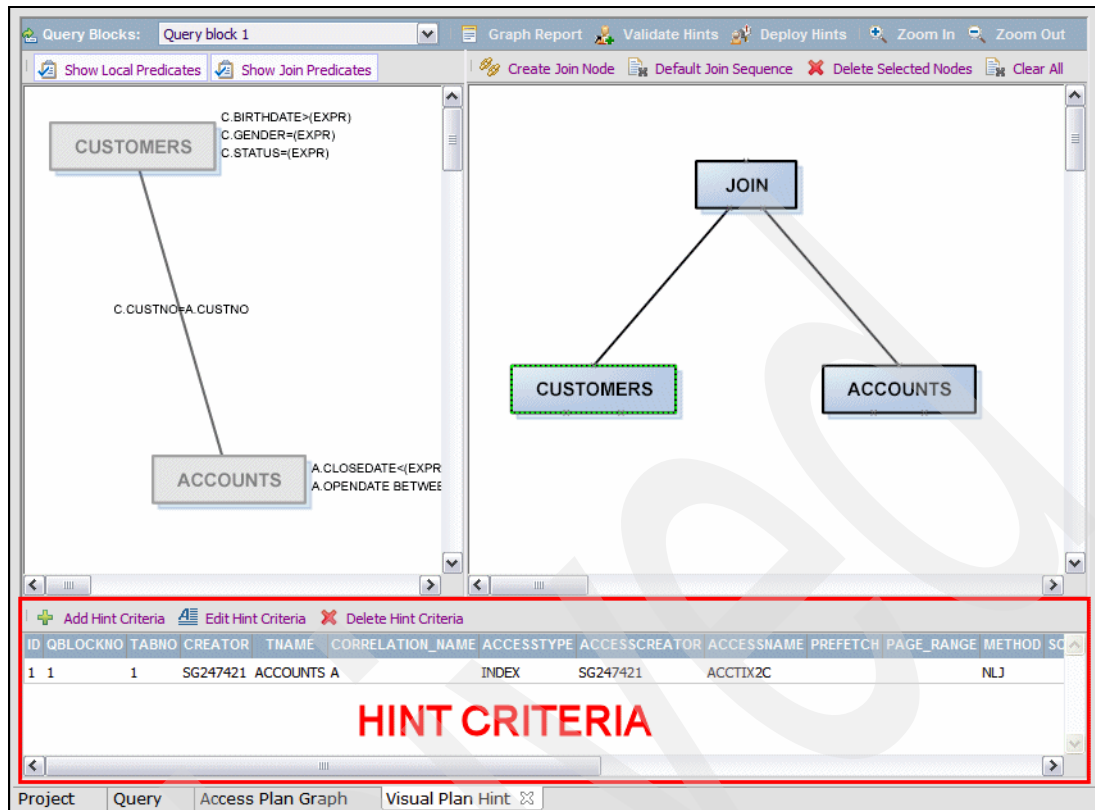 Query Blocks: Query block 1 Graph Report Validate Hints Deploy Hints Zoom In Zoom Out
Show Local Predicates Show Join Predicates Create Join Node Default Join Sequence Delete Selected Nodes Clear All
CUSTOMERS
C.BIRTHDATE>(EXPR)
C.GENDER=(EXPR)
C.STATUS=(EXPR)
C.CUSTNO=A.CUSTNO
ACCOUNTS
A.CLOSEDATE<(EXPR
A.OPENDATE BETWEE
JOIN
CUSTOMERS ACCOUNTS
Add Hint Criteria Edit Hint Criteria Delete Hint Criteria
ID QBLOCKNO TABNO CREATOR TNAME CORRELATION_NAME ACCESSTYPE ACCESSCREATOR ACCESSNAME PREFETCH PAGE_RANGE METHOD SO
1 1 1 SG247421 ACCOUNTS A INDEX SG247421 ACCTIX2C NLJ
HINT CRITERIA
Project Query Access Plan Graph Visual Plan Hint